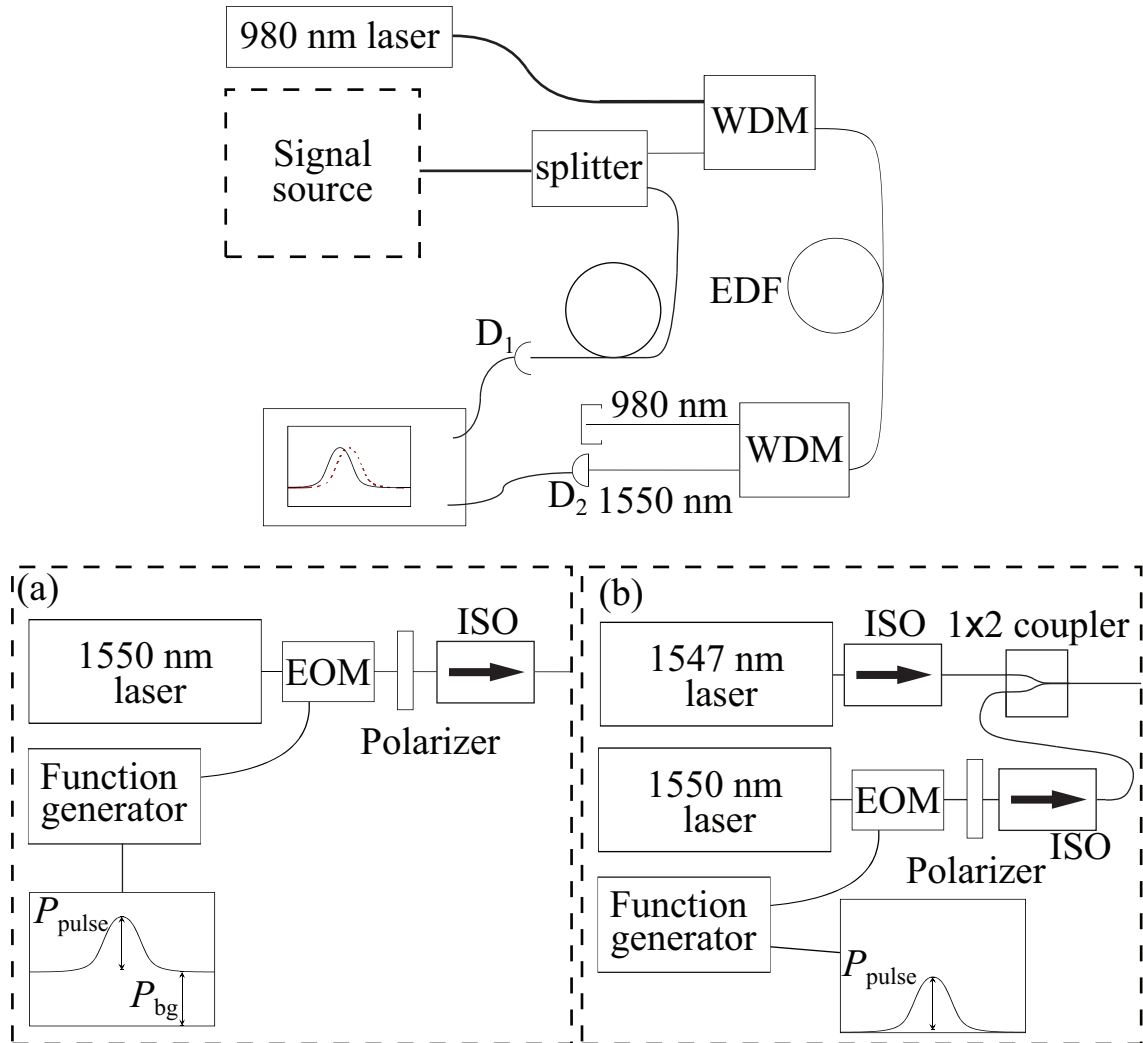 980 nm laser
WDM
Signal
source
splitter
EDF
D1
980 nm
WDM
D2
1550 nm
(a)
ISO
1550 nm
laser
EOM
Polarizer
Function
generator
Ppulse
Pbg
(b)
ISO
1x2 coupler
1547 nm
laser
1550 nm
laser
EOM
Polarizer
ISO
Function
generator
Ppulse